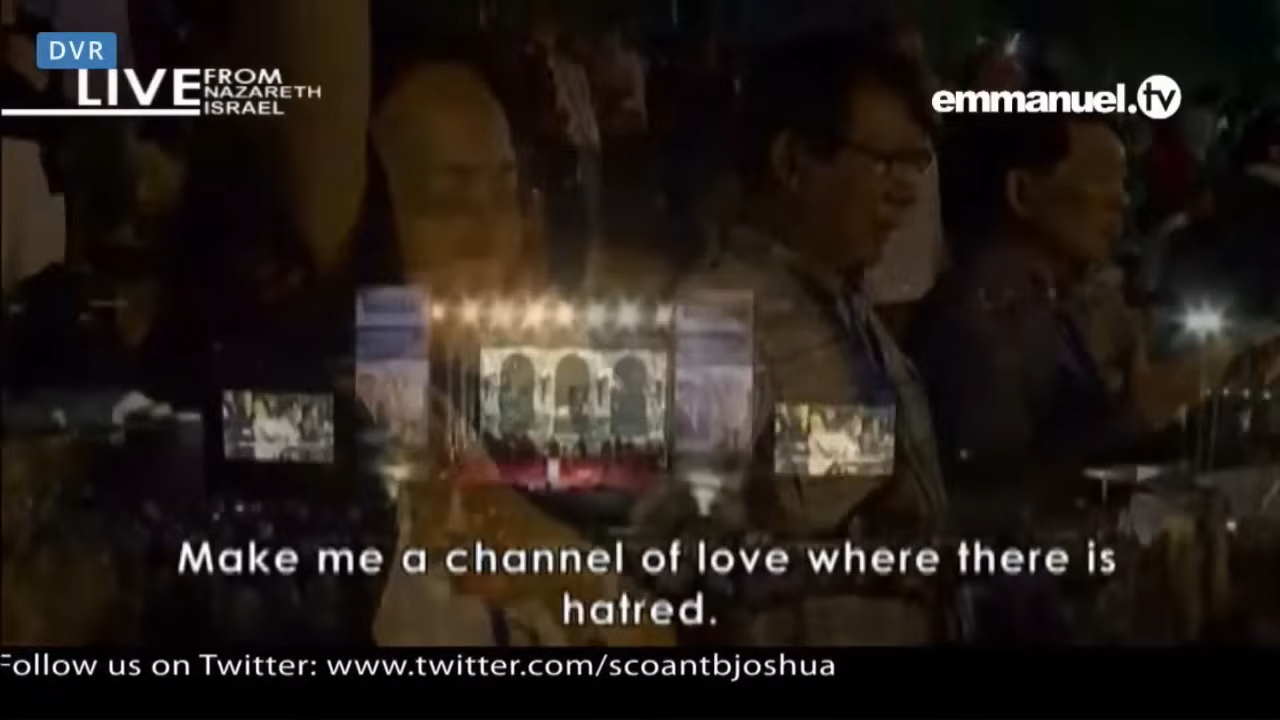 DVR
LIVE FROM
NAZARETH
ISRAEL
emmanuel.tv
Make me a channel of love where there is
hatred.
Follow us on Twitter: www.twitter.com/scoantbjoshua